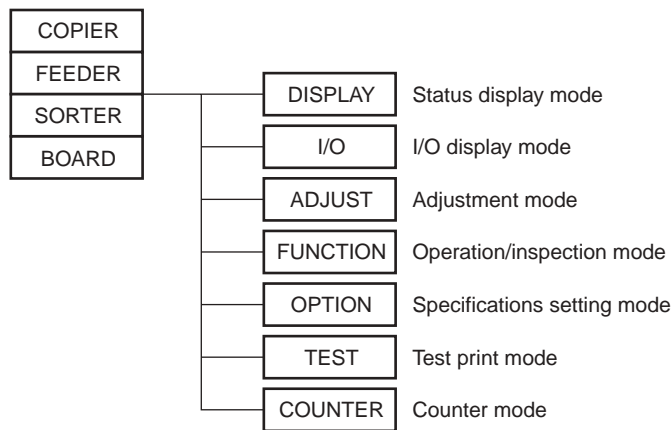 COPIER
FEEDER
SORTER
BOARD
DISPLAY Status display mode
I/O I/O display mode
ADJUST Adjustment mode
FUNCTION Operation/inspection mode
OPTION Specifications setting mode
TEST Test print mode
COUNTER Counter mode